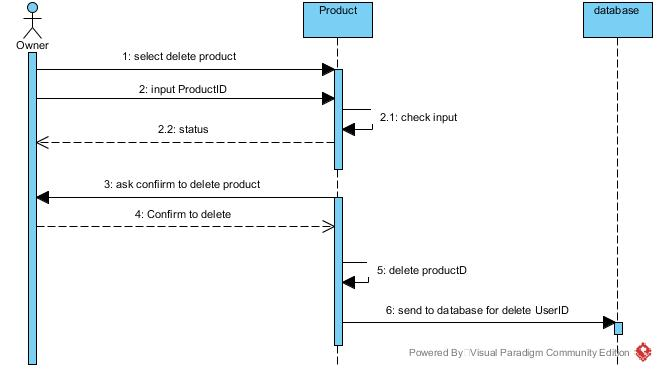 Product
database
Owner
1: select delete product
2: input ProductID
2.1: check input
2.2: status
3: ask confiirm to delete product
4: Confirm to delete
5: delete productD
6: send to database for delete UserID
Powered By Visual Paradigm Community Edition